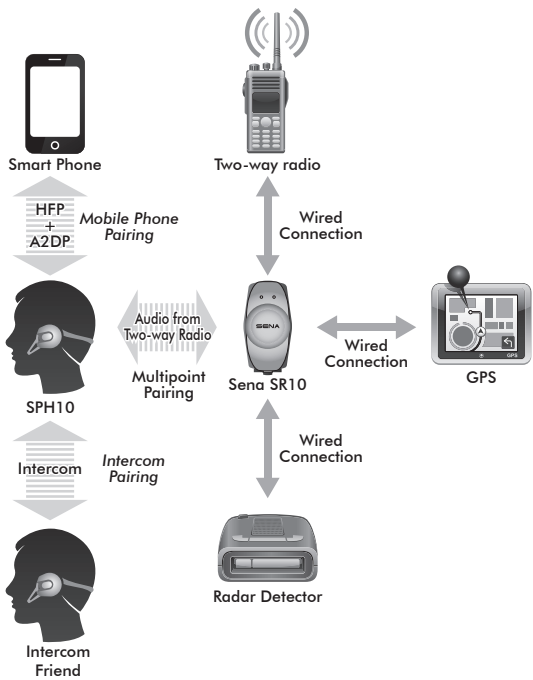 Smart Phone
Two-way radio
HFP
+
A2DP
Mobile Phone
Pairing
Wired
Connection
Audio from
Two-way Radio
Multipoint
Pairing
SENA
Sena SR10
Wired
Connection
GPS
GPS
SPH10
Intercom
Intercom
Pairing
Wired
Connection
Radar Detector
Intercom
Friend